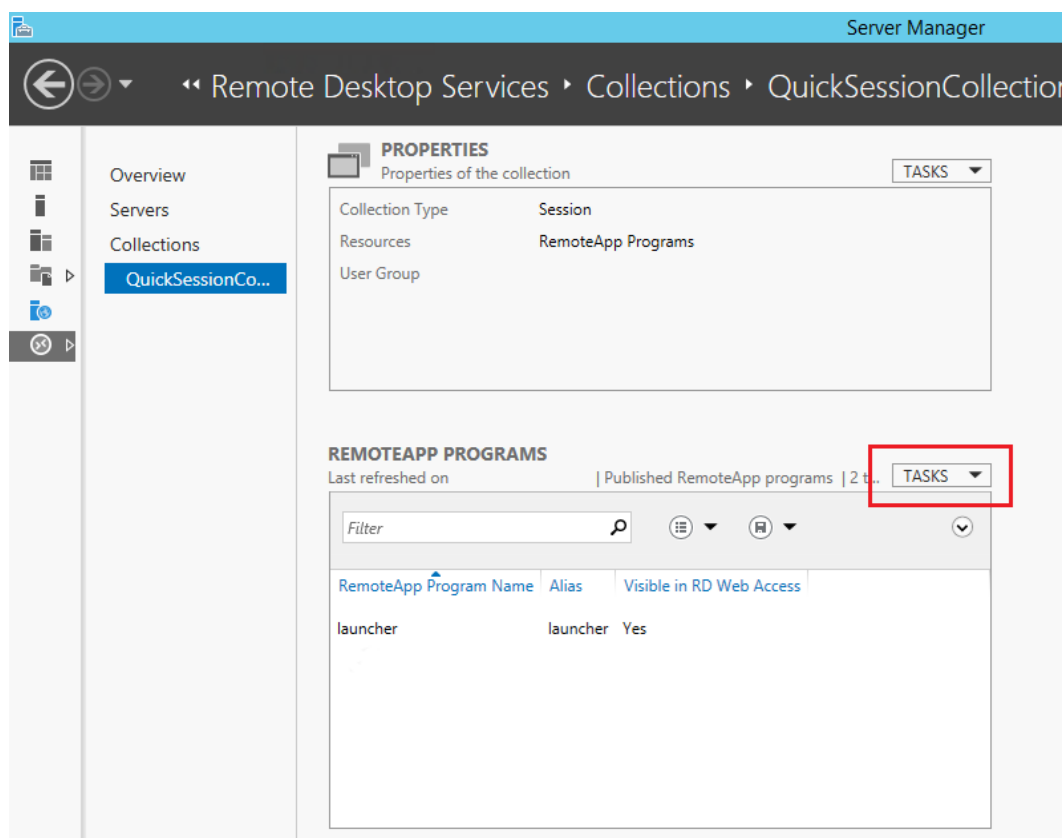 Server Manager
Remote Desktop Services Collections QuickSessionCollection
Overview
Servers
Collections
QuickSessionCo...
PROPERTIES
Properties of the collection
TASKS
Collection Type Session
Resources RemoteApp Programs
User Group
REMOTEAPP PROGRAMS
Last refreshed on | Published RemoteApp programs | 2 t... TASKS
Filter
RemoteApp Program Name Alias Visible in RD Web Access
launcher launcher Yes